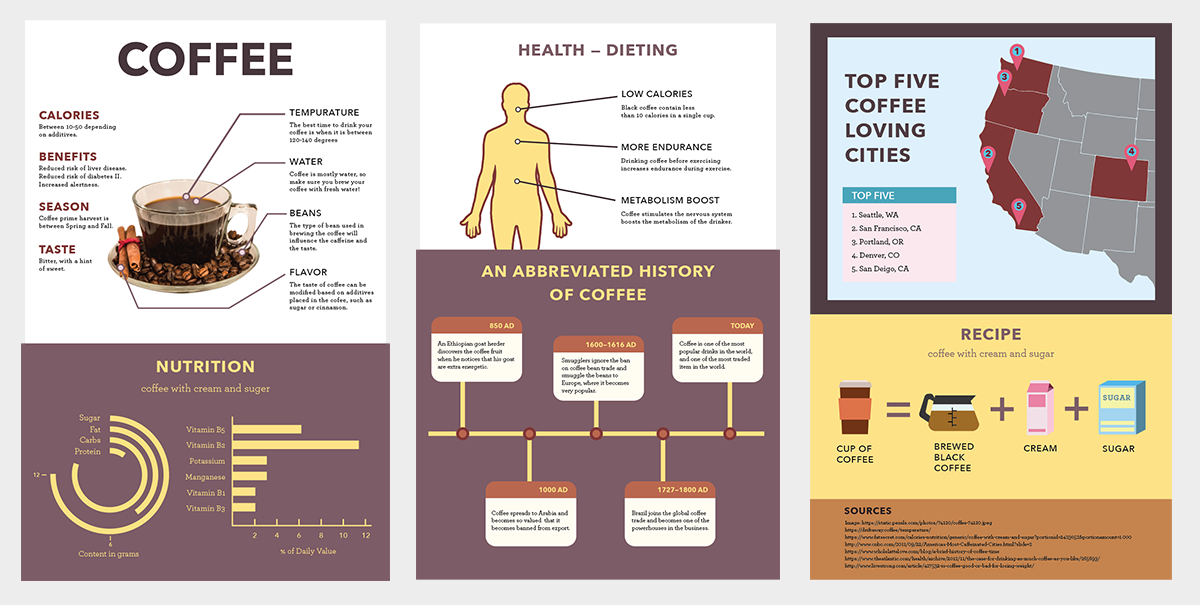 COFFEE
CALORIES
Between 10-50 depending
on additives.
BENEFITS
Reduced risk of liver disease.
Reduced risk of diabetes II.
Increased alertness.
SEASON
Coffee prime harvest is
between Spring and Fall.
TASTE
Bitter, with a hint
of sweet.
TEMPURATURE
The best time to drink your
coffee is when it is between
120-140 degrees
WATER
Coffee is mostly water, so
make sure you brew your
coffee with fresh water!
BEANS
The type of bean used in
brewing the coffee will
influence the caffeine and
the taste.
FLAVOR
The taste of coffee can be
modified based on additives
placed in the cofee, such as
sugar or cinnamon.
NUTRITION
coffee with cream and suger
Sugar
Fat
Carbs
Protein
12
6
Content in grams
Vitamin B5
Vitamin B2
Potassium
Manganese
Vitamin B1
Vitamin B3
2 4 6 8 10 12
% of Daily Value
HEALTH – DIETING
LOW CALORIES
Black coffee contain less
than 10 calories in a single cup.
MORE ENDURANCE
Drinking coffee before exercising
increases endurance during exercise.
METABOLISM BOOST
Coffee stimulates the nervous system
boosts the metabolism of the drinker.
AN ABBREVIATED HISTORY
OF COFFEE
850 AD
An Ethiopian goat herder
discovers the coffee fruit
when he notices that his goat
are extra energetic.
1600–1616 AD
Smugglers ignore the ban
on coffee bean trade and
smuggle the beans to
Europe, where it becomes
very popular.
TODAY
Coffee is one of the most
popular drinks in the world,
and one of the most traded
item in the world.
1000 AD
Coffee spreads to Arabia and
becomes so valued that it
becomes banned from export.
1727–1800 AD
Brazil joins the global coffee
trade and becomes one of the
powerhouses in the business.
TOP FIVE
COFFEE
LOVING
CITIES
TOP FIVE
1. Seattle, WA
2. San Francisco, CA
3. Portland, OR
4. Denver, CO
5. San Deigo, CA
1
3
2
4
5
RECIPE
coffee with cream and sugar
SUGAR
CUP OF
COFFEE
BREWED
BLACK
COFFEE
CREAM
SUGAR
SOURCES
Image: https://static.pexels.com/photos/74120/coffee-74120.jpeg
https://driftaway.coffee/temperature/